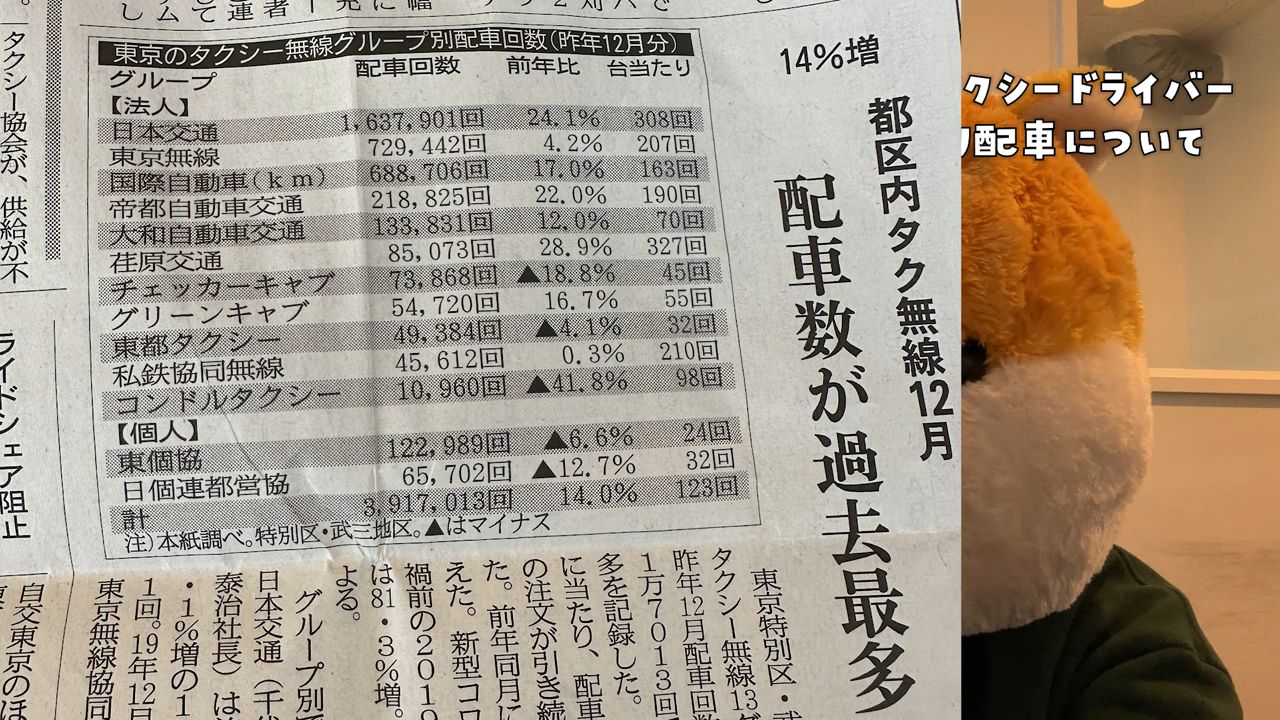 東京のタクシー無線グループ別配車回数(昨年12月分)
グループ 配車回数 前年比 台当たり
【法人】
日本交通 1,637,901回 24.1% 308回
東京無線 729,442回 4.2% 207回
国際自動車(km) 688,706回 17.0% 163回
帝都自動車交通 218,825回 22.0% 190回
大和自動車交通 133,831回 12.0% 70回
荏原交通 85,073回 28.9% 327回
チェッカーキャブ 73,868回 ▲18.8% 45回
グリーンキャブ 54,720回 16.7% 55回
東都タクシー 49,384回 ▲4.1% 32回
私鉄協同無線 45,612回 0.3% 210回
コンドルタクシー 10,960回 ▲41.8% 98回
【個人】
東個協 122,989回 ▲6.6% 24回
日個連都営協 65,702回 ▲12.7% 32回
計 3,917,013回 14.0% 123回
注)本紙調べ。特別区・武三地区。▲はマイナス
14%増
都区内タク無線12月
配車数が過去最多
クシードライバー
配車について
タクシー協会が、供給が不
ライドシェア阻止
東京特別区・武
タクシー無線13グ
昨年12月配車回数
1万7013回で
多を記録した。
に当たり、配車
の注文が引き続
た。前年同月に
えた。新型コロ
禍前の2019
は81・3%増。
よる。
グループ別で
日本交通(千代
泰治社長)は
・1%増の1
1回。19年12月
東京無線協同
自交東京のほ